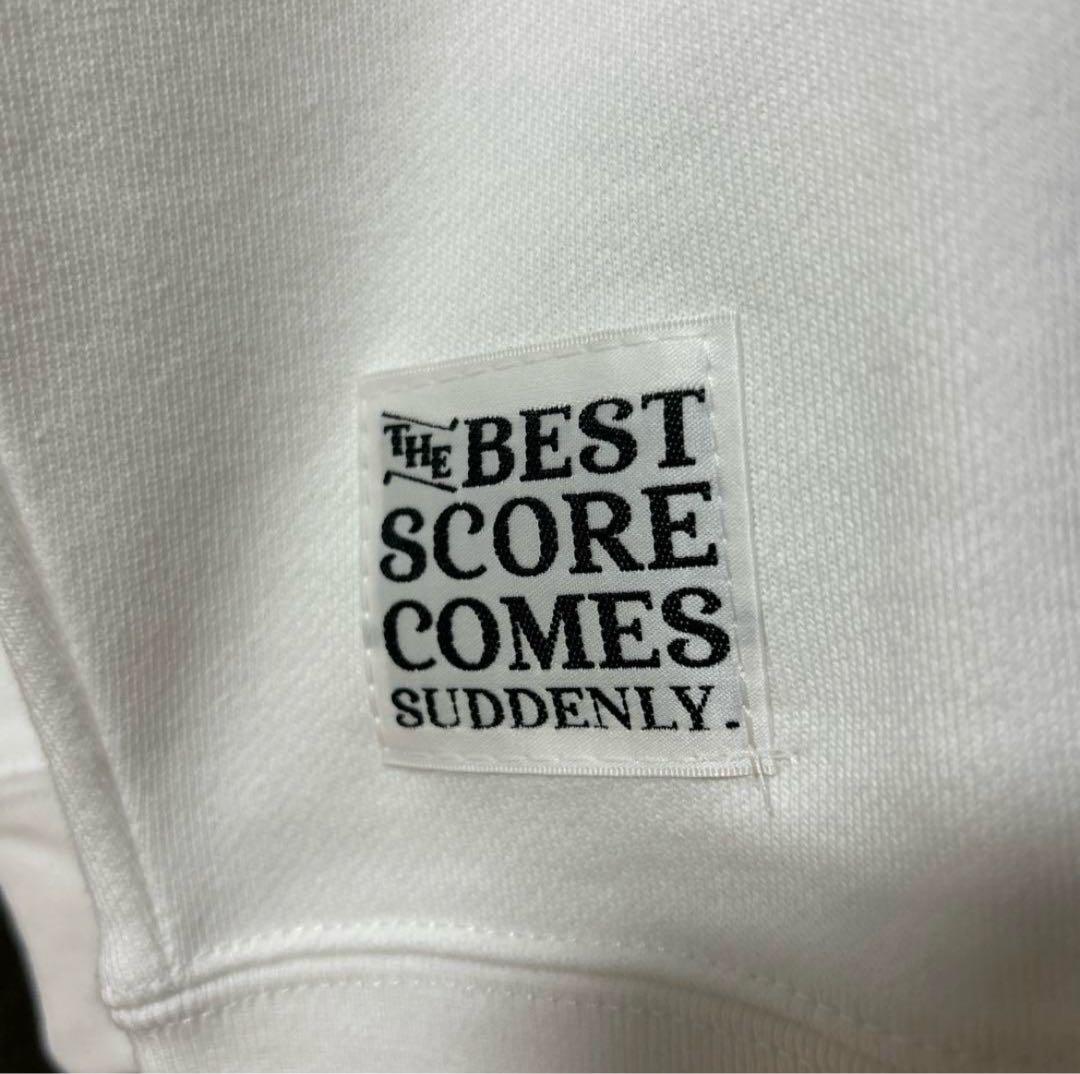 THE BEST
SCORE
COMES
SUDDENLY.